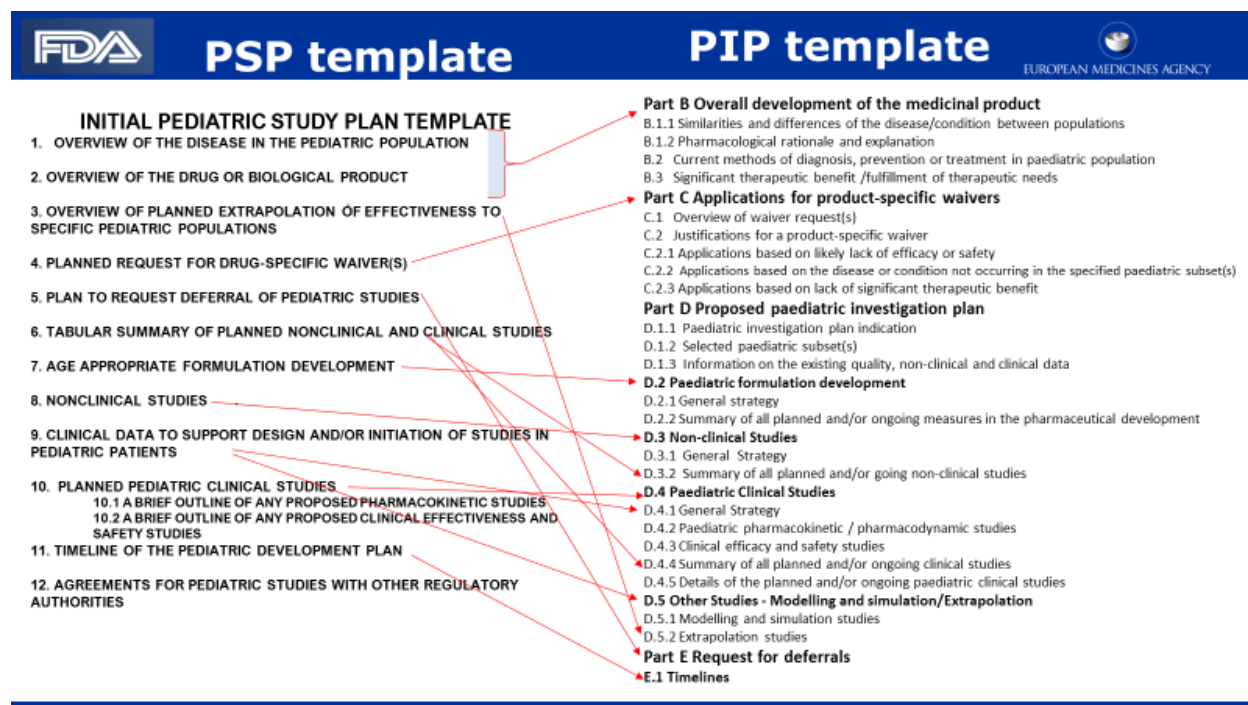 FDA
PSP template
PIP template
EUROPEAN MEDICINES AGENCY
INITIAL PEDIATRIC STUDY PLAN TEMPLATE
1. OVERVIEW OF THE DISEASE IN THE PEDIATRIC POPULATION
2. OVERVIEW OF THE DRUG OR BIOLOGICAL PRODUCT
3. OVERVIEW OF PLANNED EXTRAPOLATION OF EFFECTIVENESS TO
SPECIFIC PEDIATRIC POPULATIONS
4. PLANNED REQUEST FOR DRUG-SPECIFIC WAIVER(S)
5. PLAN TO REQUEST DEFERRAL OF PEDIATRIC STUDIES
6. TABULAR SUMMARY OF PLANNED NONCLINICAL AND CLINICAL STUDIES
7. AGE APPROPRIATE FORMULATION DEVELOPMENT
8. NONCLINICAL STUDIES
9. CLINICAL DATA TO SUPPORT DESIGN AND/OR INITIATION OF STUDIES IN
PEDIATRIC PATIENTS
10. PLANNED PEDIATRIC CLINICAL STUDIES
10.1 A BRIEF OUTLINE OF ANY PROPOSED PHARMACOKINETIC STUDIES
10.2 A BRIEF OUTLINE OF ANY PROPOSED CLINICAL EFFECTIVENESS AND
SAFETY STUDIES
11. TIMELINE OF THE PEDIATRIC DEVELOPMENT PLAN
12. AGREEMENTS FOR PEDIATRIC STUDIES WITH OTHER REGULATORY
AUTHORITIES
Part B Overall development of the medicinal product
B.1.1 Similarities and differences of the disease/condition between populations
B.1.2 Pharmacological rationale and explanation
B.2 Current methods of diagnosis, prevention or treatment in paediatric population
B.3 Significant therapeutic benefit /fulfillment of therapeutic needs
Part C Applications for product-specific waivers
C.1 Overview of waiver request(s)
C.2 Justifications for a product-specific waiver
C.2.1 Applications based on likely lack of efficacy or safety
C.2.2 Applications based on the disease or condition not occurring in the specified paediatric subset(s)
C.2.3 Applications based on lack of significant therapeutic benefit
Part D Proposed paediatric investigation plan
D.1.1 Paediatric investigation plan indication
D.1.2 Selected paediatric subset(s)
D.1.3 Information on the existing quality, non-clinical and clinical data
D.2 Paediatric formulation development
D.2.1 General strategy
D.2.2 Summary of all planned and/or ongoing measures in the pharmaceutical development
D.3 Non-clinical Studies
D.3.1 General Strategy
D.3.2 Summary of all planned and/or going non-clinical studies
D.4 Paediatric Clinical Studies
D.4.1 General Strategy
D.4.2 Paediatric pharmacokinetic / pharmacodynamic studies
D.4.3 Clinical efficacy and safety studies
D.4.4 Summary of all planned and/or ongoing clinical studies
D.4.5 Details of the planned and/or ongoing paediatric clinical studies
D.5 Other Studies - Modelling and simulation/Extrapolation
D.5.1 Modelling and simulation studies
D.5.2 Extrapolation studies
Part E Request for deferrals
E.1 Timelines